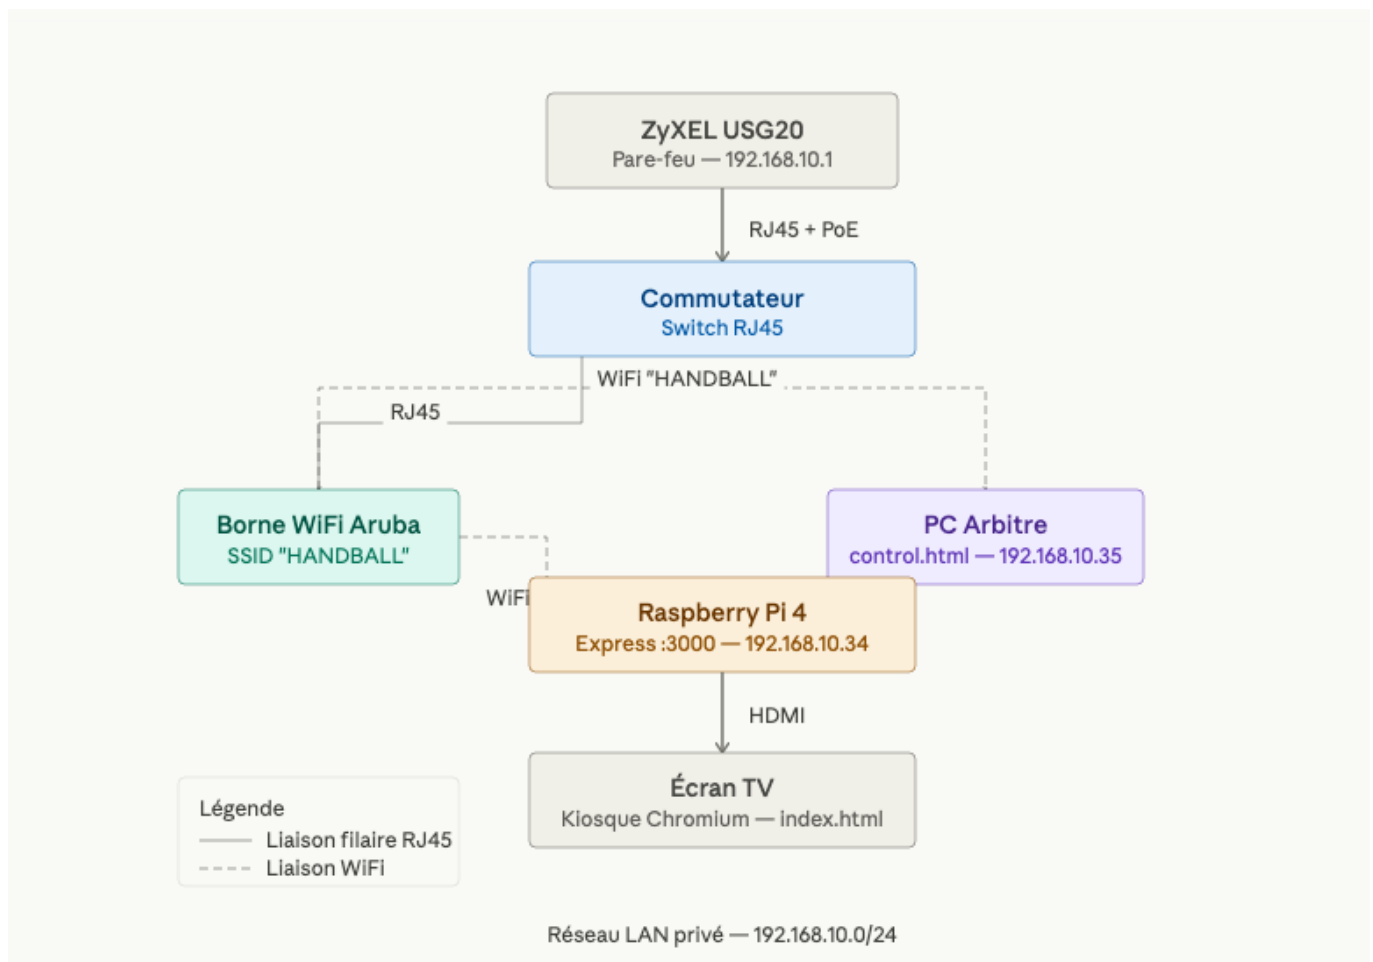 ZyXEL USG20
Pare-feu — 192.168.10.1
RJ45 + PoE
Commutateur
Switch RJ45
WiFi "HANDBALL"
RJ45
Borne WiFi Aruba
SSID "HANDBALL"
PC Arbitre
control.html — 192.168.10.35
WiFi
Raspberry Pi 4
Express :3000 — 192.168.10.34
HDMI
Écran TV
Kiosque Chromium — index.html
Légende
Liaison filaire RJ45
Liaison WiFi
Réseau LAN privé — 192.168.10.0/24